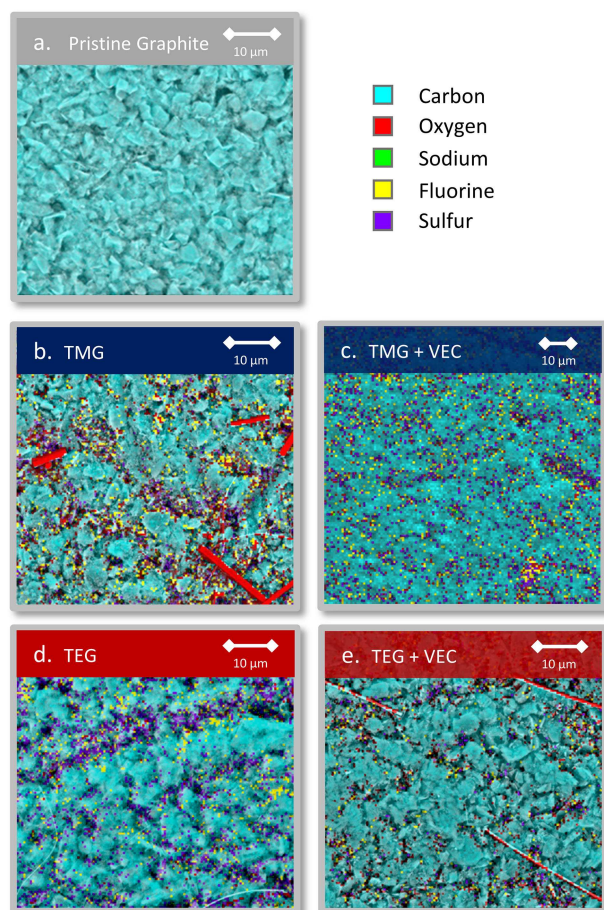 a. Pristine Graphite
10 µm
Carbon
Oxygen
Sodium
Fluorine
Sulfur
b. TMG
10 µm
c. TMG + VEC
10 µm
d. TEG
10 µm
e. TEG + VEC
10 µm